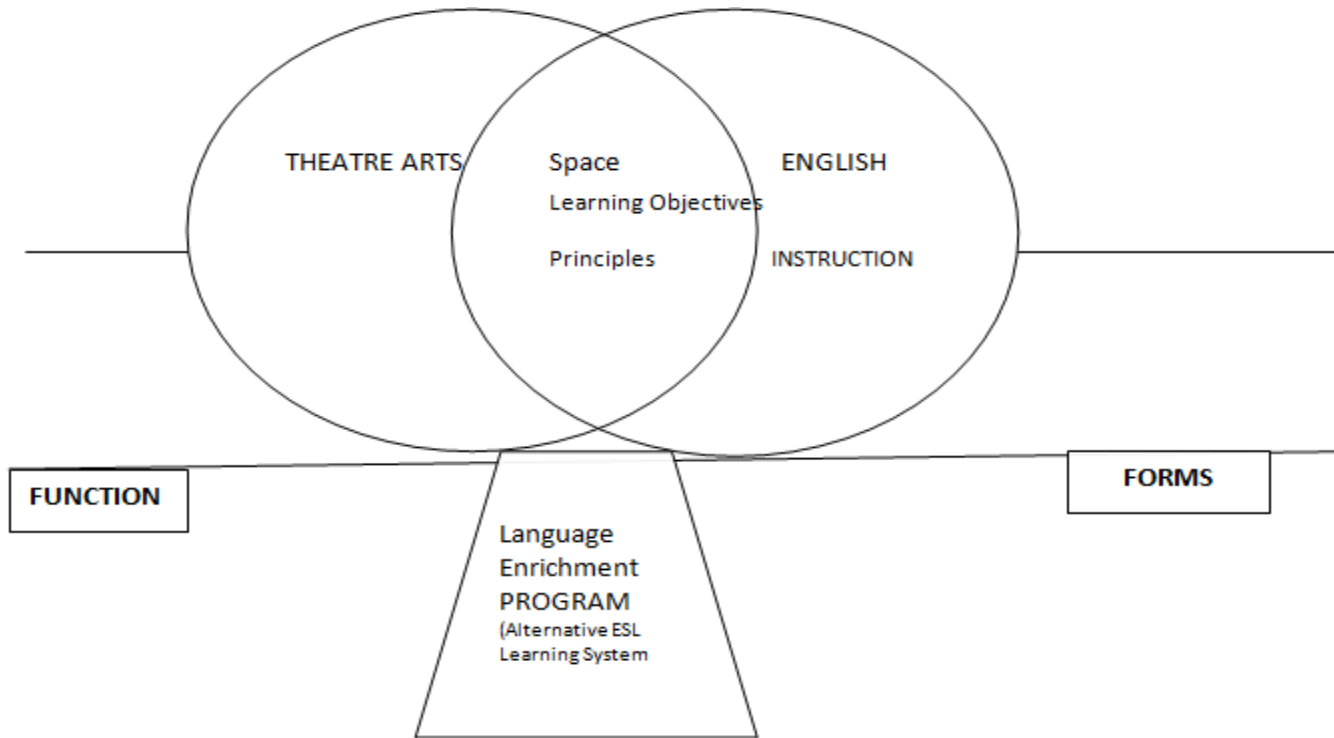 THEATRE ARTS
Space
Learning Objectives
Principles
ENGLISH
INSTRUCTION
FUNCTION
FORMS
Language
Enrichment
PROGRAM
(Alternative ESL
Learning System